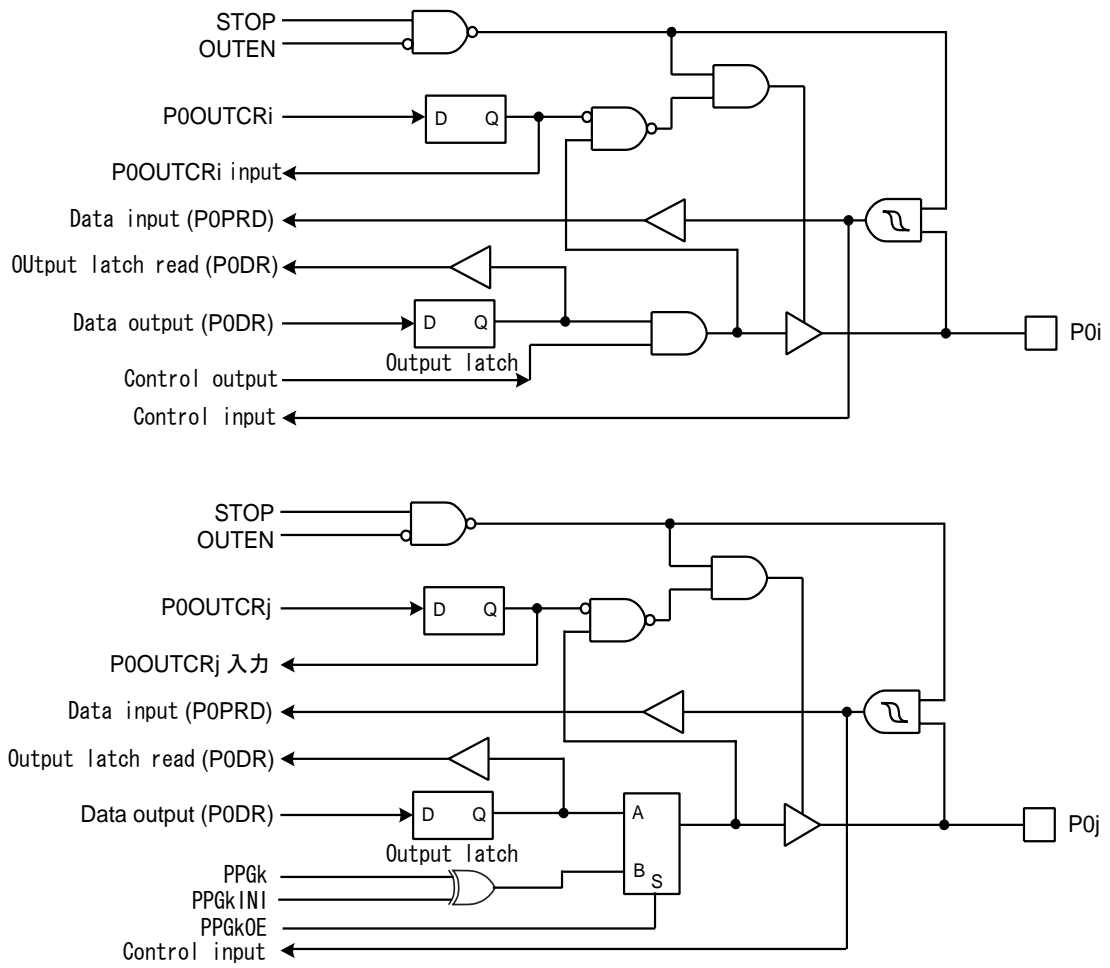 STOP
OUTEN
P0OUTCRi
D Q
P0OUTCRi input
Data input (P0PRD)
OUtput latch read (P0DR)
Data output (P0DR)
D Q
P0i
Output latch
Control output
Control input
STOP
OUTEN
P0OUTCRj
D Q
P0OUTCRj 入力
Data input (P0PRD)
Output latch read (P0DR)
Data output (P0DR)
D Q
A
P0j
Output latch
PPGk
B
S
PPGkINI
PPGkOE
Control input